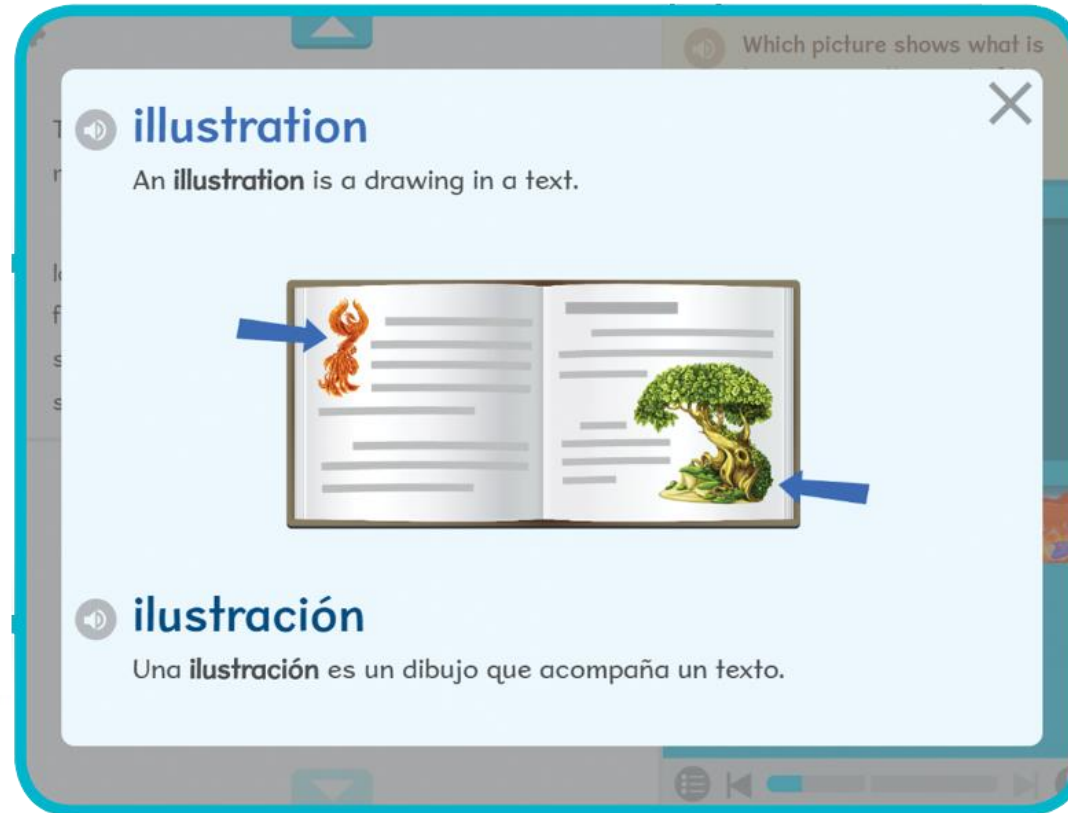 Which picture shows what is
illustration
An illustration is a drawing in a text.
ilustración
Una ilustración es un dibujo que acompaña un texto.